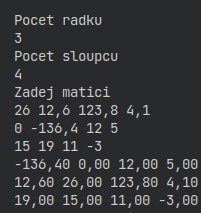 Pocet radku
3
Pocet sloupcu
4
Zadej matici
26 12,6 123,8 4,1
0 -136,4 12 5
15 19 11 -3
-136,40 0,00 12,00 5,00
12,60 26,00 123,80 4,10
19,00 15,00 11,00 -3,00